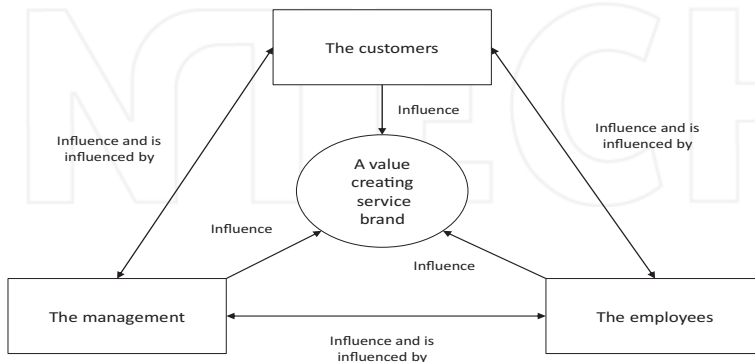 The customers
Influence
Influence and is
influenced by
Influence and is
influenced by
A value
creating
service
brand
Influence
Influence
The management
The employees
Influence and is
influenced by